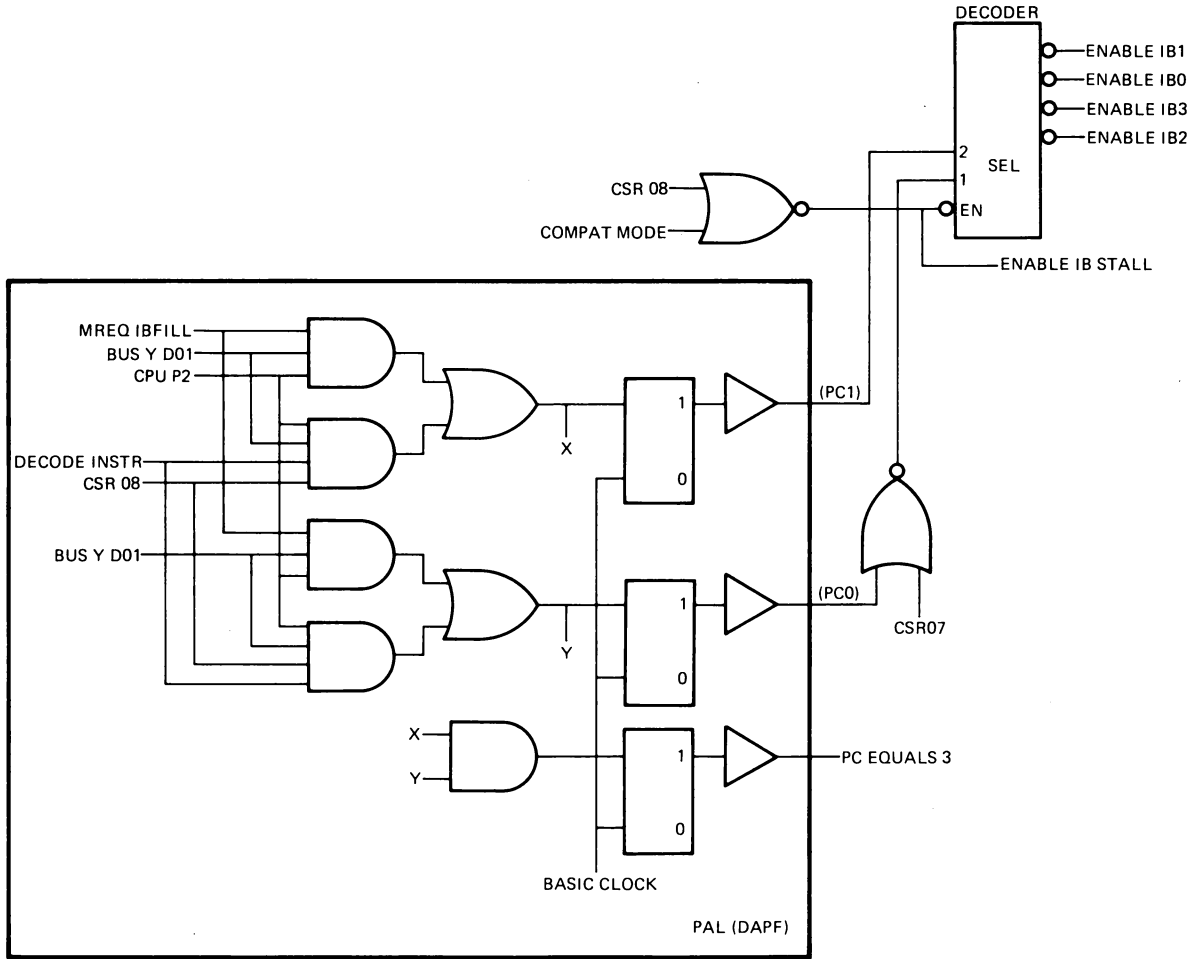 DECODER
ENABLE IB1
ENABLE IB0
ENABLE IB3
ENABLE IB2
2
SEL
1
EN
CSR 08
COMPAT MODE
ENABLE IB STALL
MREQ IBFILL
BUS Y D01
CPU P2
DECODE INSTR
CSR 08
X
1
0
(PC1)
BUS Y D01
Y
1
0
(PC0)
CSR07
X
Y
1
0
PC EQUALS 3
BASIC CLOCK
PAL (DAPF)